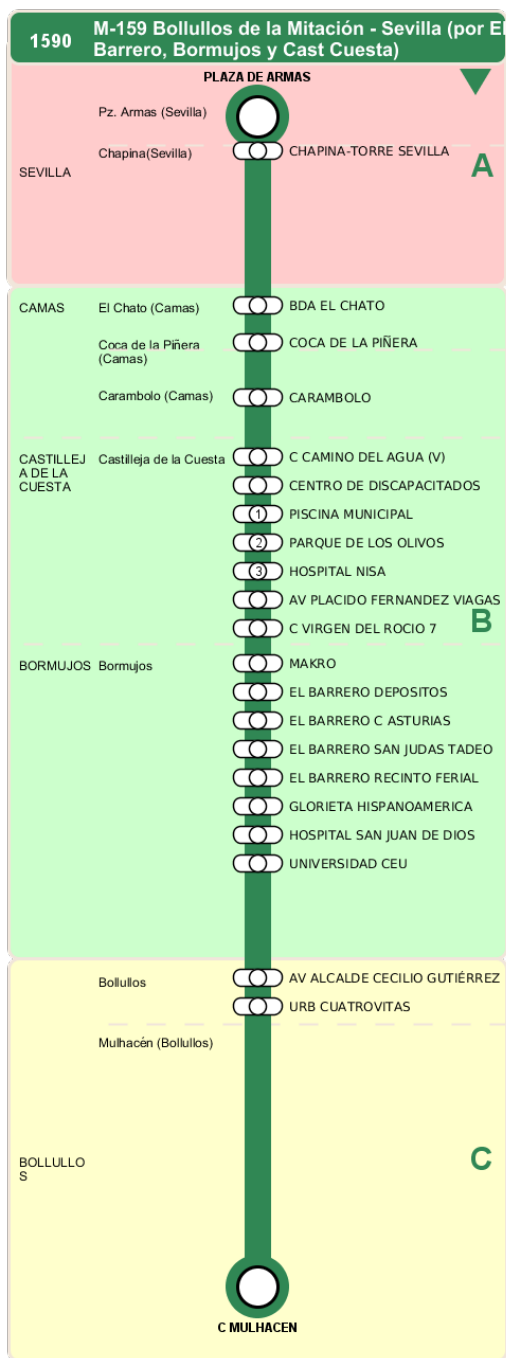 1590
M-159 Bollullos de la Mitación - Sevilla (por El
Barrero, Bormujos y Cast Cuesta)
PLAZA DE ARMAS
Pz. Armas (Sevilla)
Chapina(Sevilla)
CHAPINA-TORRE SEVILLA
SEVILLA
A
CAMAS
El Chato (Camas)
BDA EL CHATO
Coca de la Piñera
(Camas)
COCA DE LA PIÑERA
Carambolo (Camas)
CARAMBOLO
CASTILLEJ
A DE LA
CUESTA
Castilleja de la Cuesta
C CAMINO DEL AGUA (V)
CENTRO DE DISCAPACITADOS
1 PISCINA MUNICIPAL
2 PARQUE DE LOS OLIVOS
3 HOSPITAL NISA
AV PLACIDO FERNANDEZ VIAGAS
B
C VIRGEN DEL ROCIO 7
BORMUJOS
Bormujos
MAKRO
EL BARRERO DEPOSITOS
EL BARRERO C ASTURIAS
EL BARRERO SAN JUDAS TADEO
EL BARRERO RECINTO FERIAL
GLORIETA HISPANOAMERICA
HOSPITAL SAN JUAN DE DIOS
UNIVERSIDAD CEU
Bollullos
AV ALCALDE CECILIO GUTIÉRREZ
URB CUATROVITAS
Mulhacén (Bollullos)
BOLLULLO
S
C
C MULHACEN